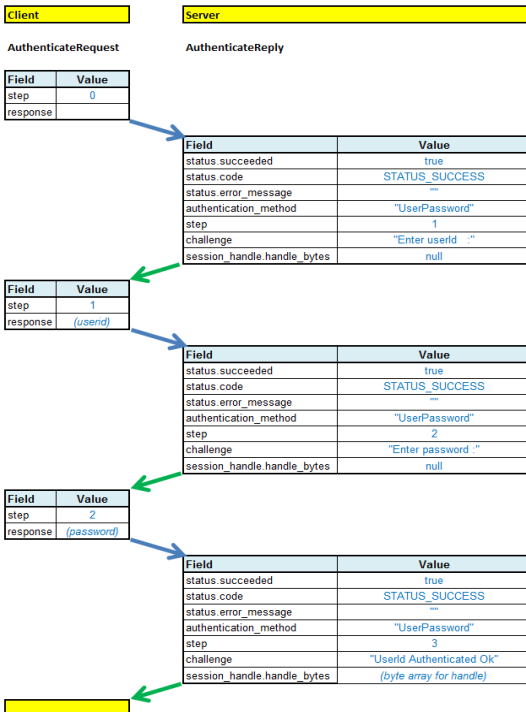 Client Server
AuthenticateRequest AuthenticateReply
Field Value
step 0
response
Field Value
status.succeeded true
status.code STATUS_SUCCESS
status.error_message ""
authentication_method "UserPassword"
step 1
challenge "Enter userId :"
session_handle.handle_bytes null
Field Value
step 1
response (userid)
Field Value
status.succeeded true
status.code STATUS_SUCCESS
status.error_message ""
authentication_method "UserPassword"
step 2
challenge "Enter password :"
session_handle.handle_bytes null
Field Value
step 2
response (password)
Field Value
status.succeeded true
status.code STATUS_SUCCESS
status.error_message ""
authentication_method "UserPassword"
step 3
challenge "UserId Authenticated Ok"
session_handle.handle_bytes (byte array for handle)